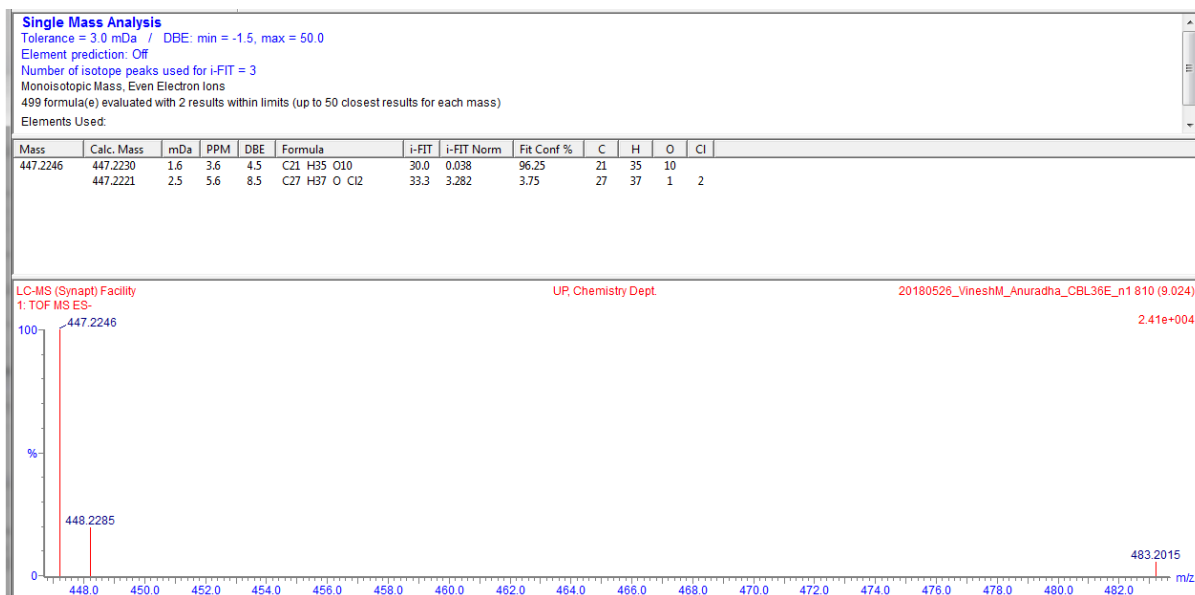 Single Mass Analysis
Tolerance = 3.0 mDa / DBE: min = -1.5, max = 50.0
Element prediction: Off
Number of isotope peaks used for i-FIT = 3
Monoisotopic Mass, Even Electron Ions
499 formula(e) evaluated with 2 results within limits (up to 50 closest results for each mass)
Elements Used:
Mass Calc. Mass mDa PPM DBE Formula i-FIT i-FIT Norm Fit Conf % C H O Cl
447.2246 447.2230 1.6 3.6 4.5 C21 H35 O10 30.0 0.038 96.25 21 35 10
447.2221 2.5 5.6 8.5 C27 H37 O Cl2 33.3 3.282 3.75 27 37 1 2
LC-MS (Synapt) Facility UP, Chemistry Dept. 20180526_VineshM_Anuradha_CBL36E_n1 810 (9.024)
1: TOF MS ES-
2.41e+004
447.2246
100
%
448.2285
483.2015
0
m/z
448.0 450.0 452.0 454.0 456.0 458.0 460.0 462.0 464.0 466.0 468.0 470.0 472.0 474.0 476.0 478.0 480.0 482.0